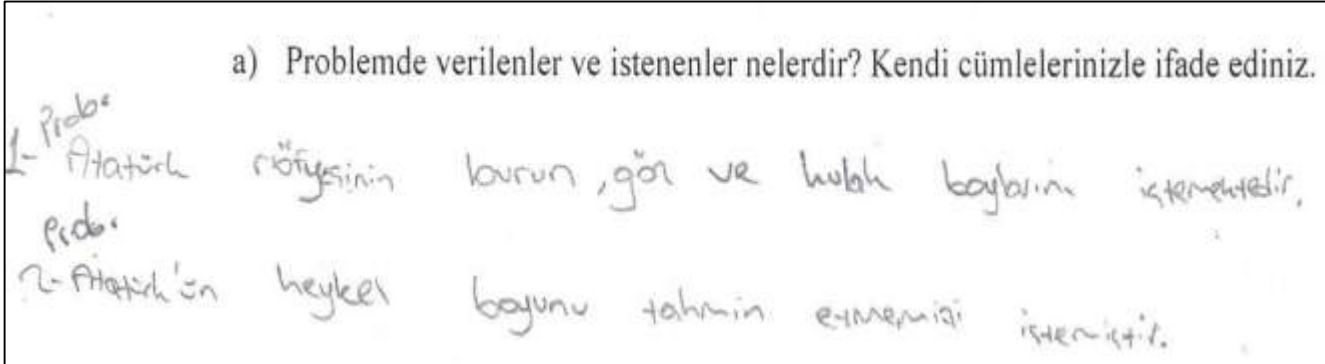 a) Problemde verilenler ve istenenler nelerdir? Kendi cümlelerinizle ifade ediniz.
Prob.
1- Atatürk rölyesinin burun, göz ve kulak boylarını istemektedir.
Prob.
2- Atatürk'ün heykel boyunu tahmin etmemizi istemiştir.